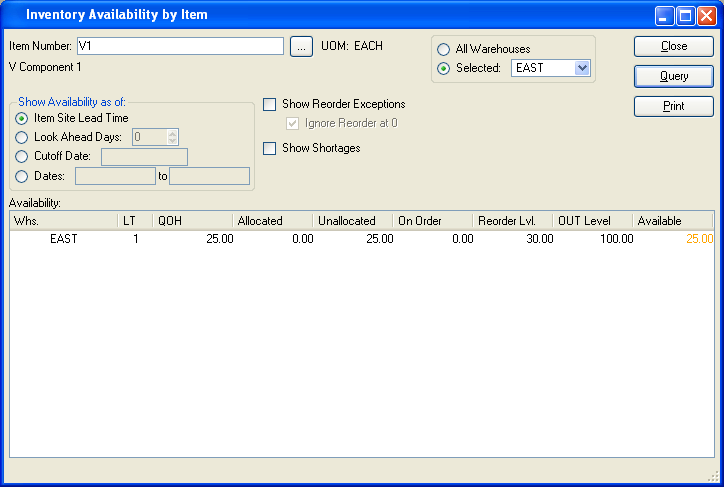 Inventory Availability by Item
Item Number: V1 ... UOM: EACH
V Component 1
All Warehouses
Selected: EAST
Close
Query
Print
Show Availability as of:
Item Site Lead Time
Look Ahead Days: 0
Cutoff Date:
Dates: to
Show Reorder Exceptions
Ignore Reorder at 0
Show Shortages
Availability:
Whs. LT QOH Allocated Unallocated On Order Reorder Lvl. OUT Level Available
EAST 1 25.00 0.00 25.00 0.00 30.00 100.00 25.00